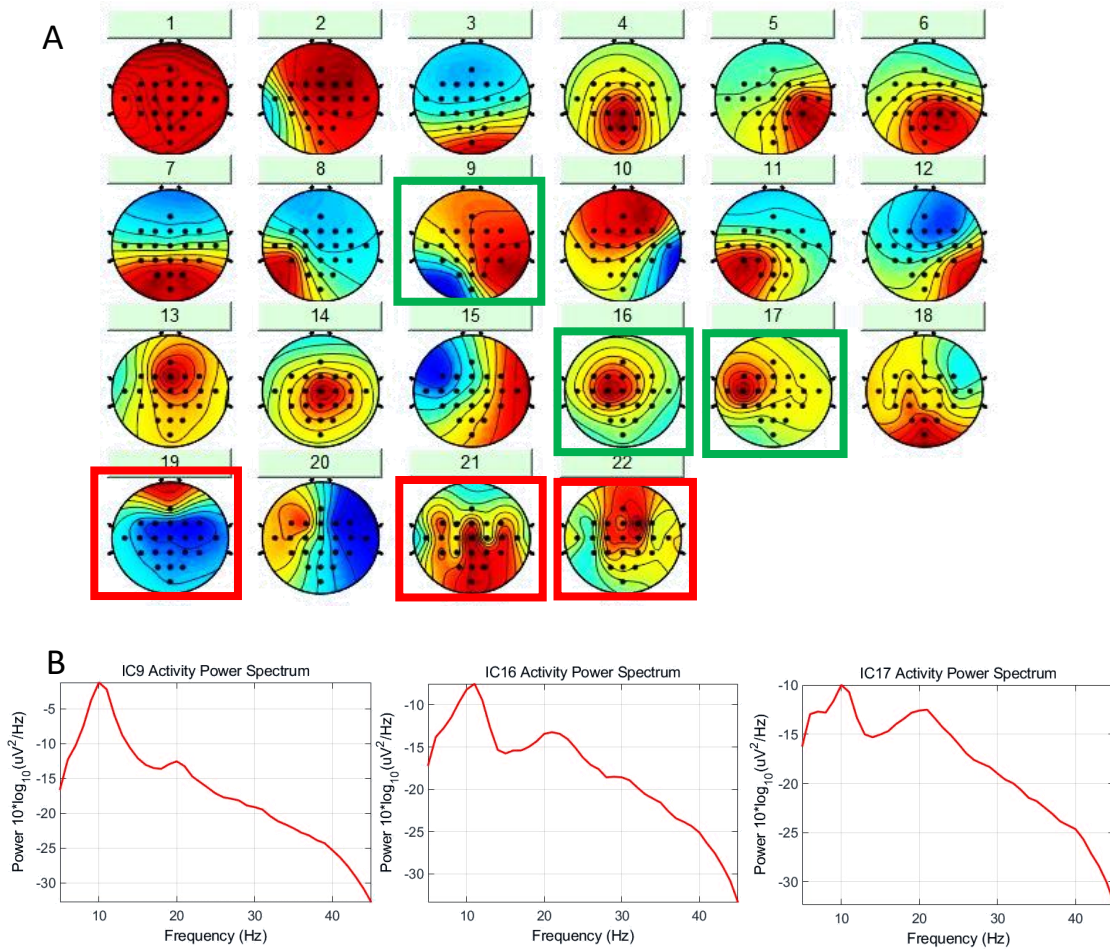 A
1 2 3 4 5 6
7 8 9 10 11 12
13 14 15 16 17 18
19 20 21 22
B
IC9 Activity Power Spectrum
Power 10*log10(uV2/Hz)
-5
-10
-15
-20
-25
-30
10 20 30 40
Frequency (Hz)
IC16 Activity Power Spectrum
Power 10*log10(uV2/Hz)
-10
-15
-20
-25
-30
10 20 30 40
Frequency (Hz)
IC17 Activity Power Spectrum
Power 10*log10(uV2/Hz)
-10
-15
-20
-25
-30
10 20 30 40
Frequency (Hz)